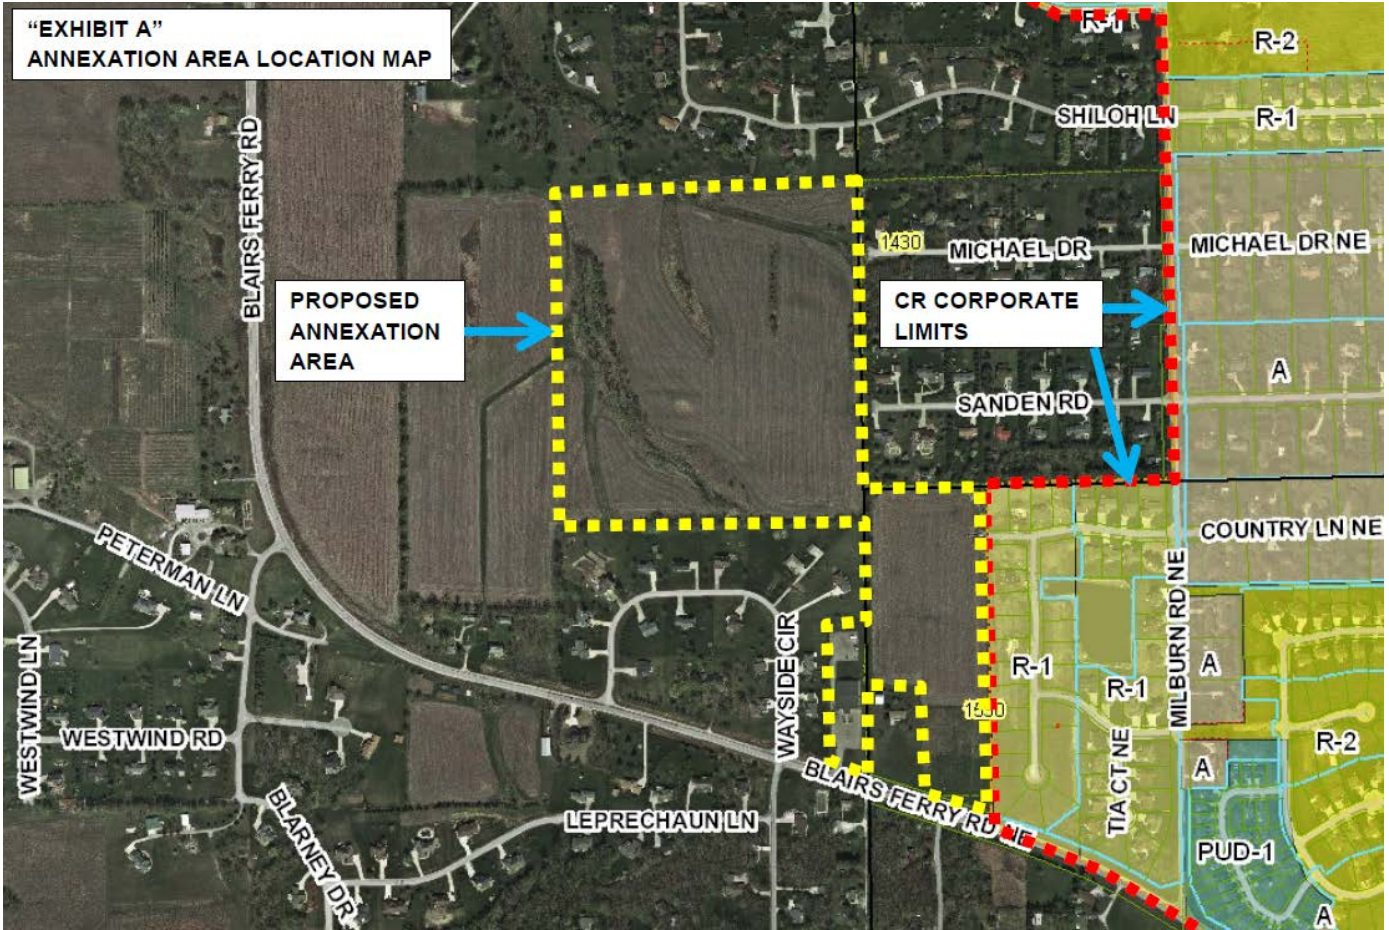 “EXHIBIT A”
ANNEXATION AREA LOCATION MAP
R-1
R-2
BLAIRS FERRY RD
SHILOH LN
R-1
1430
MICHAEL DR
MICHAEL DR NE
PROPOSED
ANNEXATION
AREA
CR CORPORATE
LIMITS
A
SANDEN RD
COUNTRY LN NE
PETERMAN LN
MILBURN RD NE
WESTWIND LN
WAYSIDE CIR
R-1
R-1
A
1530
WESTWIND RD
R-2
A
TIA CT NE
BLAIRS FERRY RD NE
LEPRECHAUN LN
BLARNEY DR
PUD-1
A